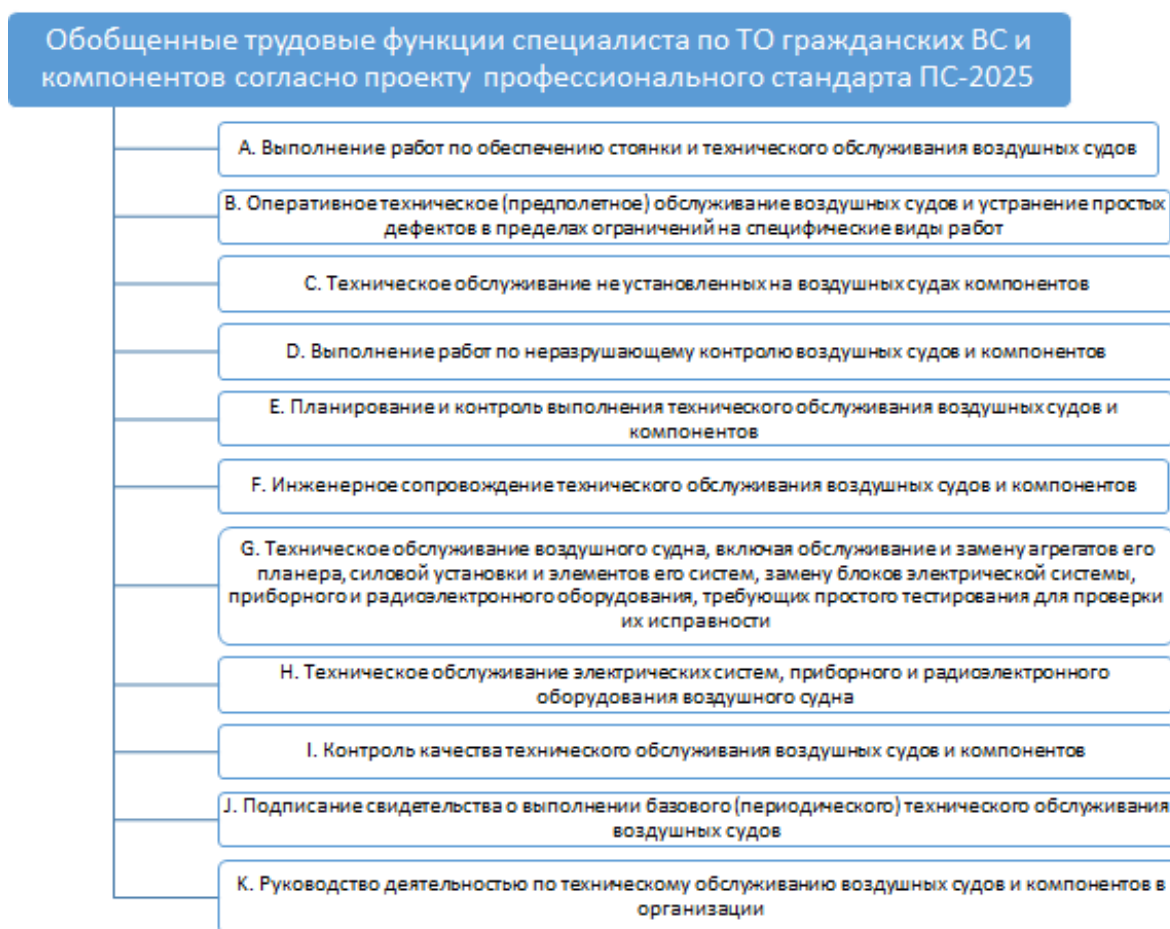 Обобщенные трудовые функции специалиста по ТО гражданских ВС и
компонентов согласно проекту профессионального стандарта ПС-2025
A. Выполнение работ по обеспечению стоянки и технического обслуживания воздушных судов
B. Оперативное техническое (предполетное) обслуживание воздушных судов и устранение простых
дефектов в пределах ограничений на специфические виды работ
C. Техническое обслуживание не установленных на воздушных судах компонентов
D. Выполнение работ по неразрушающему контролю воздушных судов и компонентов
E. Планирование и контроль выполнения технического обслуживания воздушных судов и
компонентов
F. Инженерное сопровождение технического обслуживания воздушных судов и компонентов
G. Техническое обслуживание воздушного судна, включая обслуживание и замену агрегатов его
планера, силовой установки и элементов его систем, замену блоков электрической системы,
приборного и радиоэлектронного оборудования, требующих простого тестирования для проверки
их исправности
H. Техническое обслуживание электрических систем, приборного и радиоэлектронного
оборудования воздушного судна
I. Контроль качества технического обслуживания воздушных судов и компонентов
J. Подписание свидетельства о выполнении базового (периодического) технического обслуживания
воздушных судов
K. Руководство деятельностью по техническому обслуживанию воздушных судов и компонентов в
организации